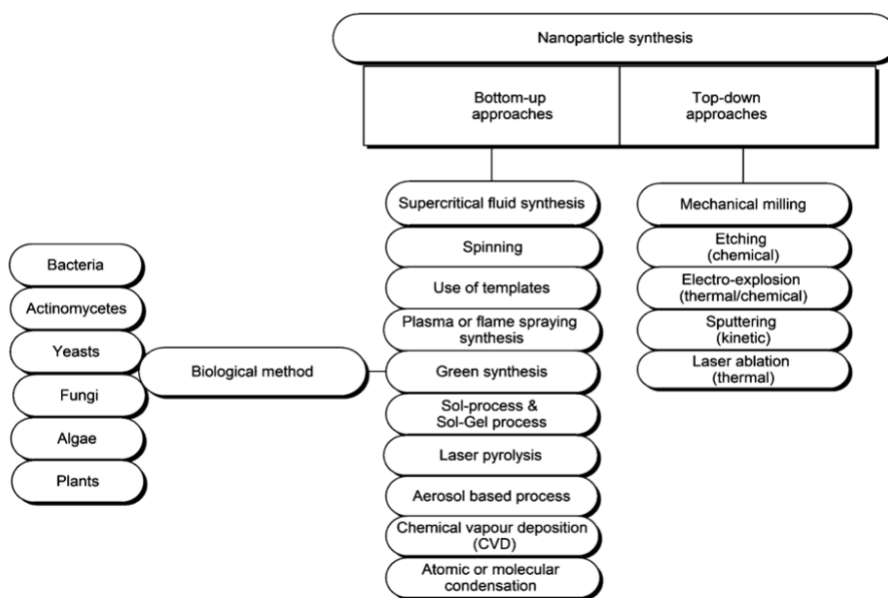 Nanoparticle synthesis
Bottom-up
approaches
Top-down
approaches
Supercritical fluid synthesis
Spinning
Use of templates
Plasma or flame spraying
synthesis
Green synthesis
Sol-process &
Sol-Gel process
Laser pyrolysis
Aerosol based process
Chemical vapour deposition
(CVD)
Atomic or molecular
condensation
Mechanical milling
Etching
(chemical)
Electro-explosion
(thermal/chemical)
Sputtering
(kinetic)
Laser ablation
(thermal)
Biological method
Bacteria
Actinomycetes
Yeasts
Fungi
Algae
Plants